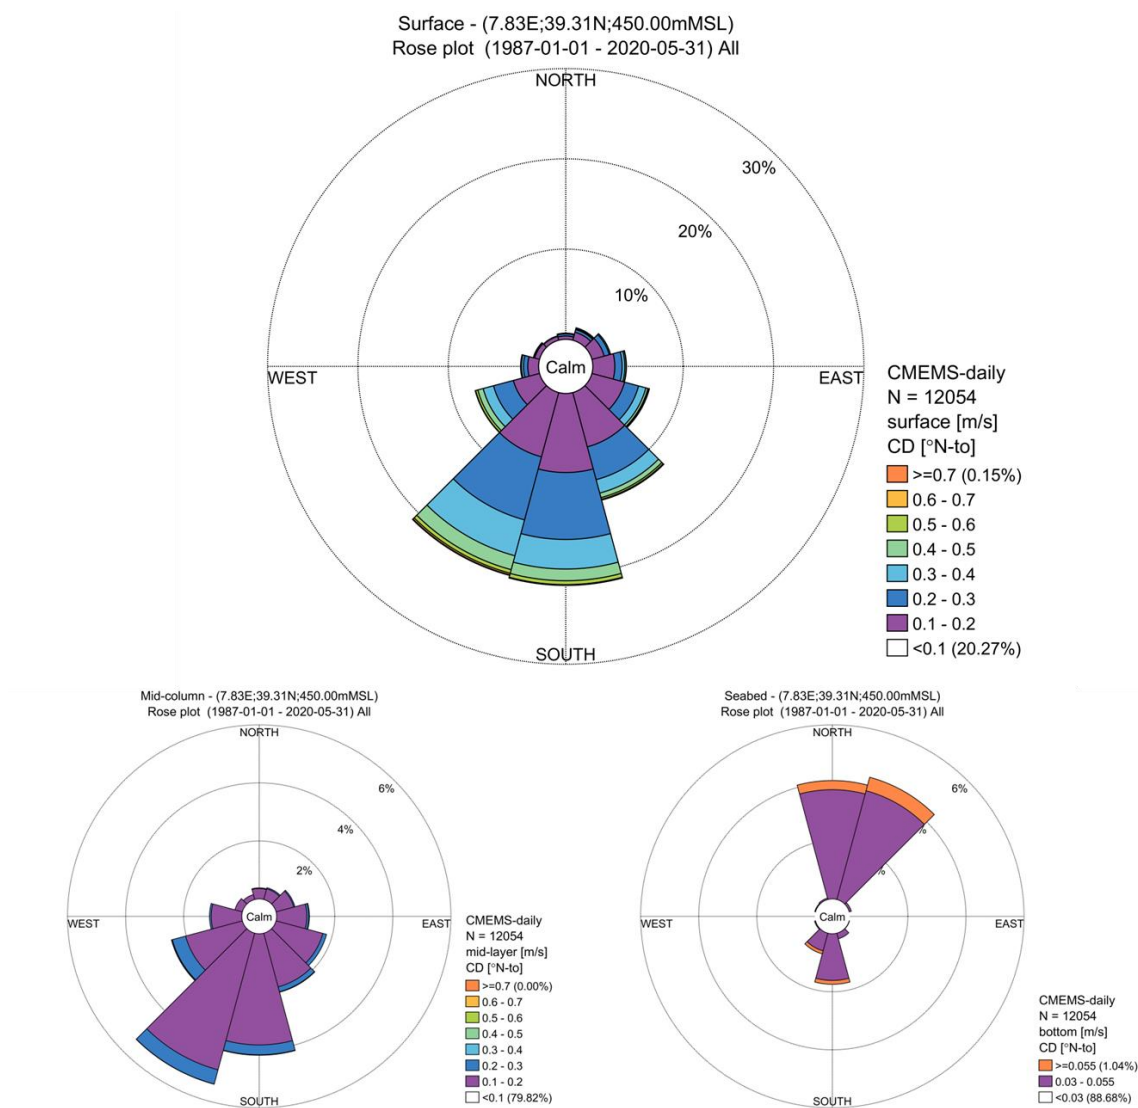 Surface - (7.83E;39.31N;450.00mMSL)
Rose plot (1987-01-01 - 2020-05-31) All
NORTH
30%
20%
10%
Calm
WEST
EAST
SOUTH
CMEMS-daily
N = 12054
surface [m/s]
CD [°N-to]
>=0.7 (0.15%)
0.6 - 0.7
0.5 - 0.6
0.4 - 0.5
0.3 - 0.4
0.2 - 0.3
0.1 - 0.2
<0.1 (20.27%)
Mid-column - (7.83E;39.31N;450.00mMSL)
Rose plot (1987-01-01 - 2020-05-31) All
NORTH
6%
4%
2%
Calm
WEST
EAST
SOUTH
CMEMS-daily
N = 12054
mid-layer [m/s]
CD [°N-to]
>=0.7 (0.00%)
0.6 - 0.7
0.5 - 0.6
0.4 - 0.5
0.3 - 0.4
0.2 - 0.3
0.1 - 0.2
<0.1 (79.82%)
Seabed - (7.83E;39.31N;450.00mMSL)
Rose plot (1987-01-01 - 2020-05-31) All
NORTH
6%
%
%
Calm
WEST
EAST
SOUTH
CMEMS-daily
N = 12054
bottom [m/s]
CD [°N-to]
>=0.055 (1.04%)
0.03 - 0.055
<0.03 (88.68%)